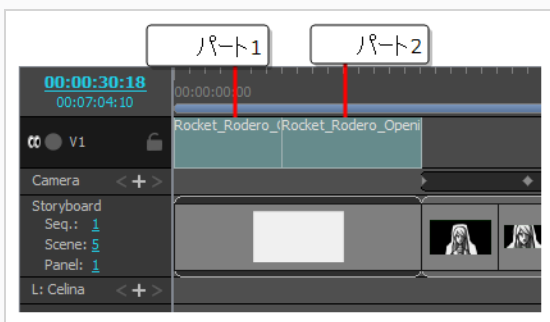 パート1
パート2
00:00:30:18
00:07:04:10
00:00:00:00
V1
Rocket_Rodero_(
Rocket_Rodero_Openi
Camera
Storyboard
Seq.: 1
Scene: 5
Panel: 1
L: Celina